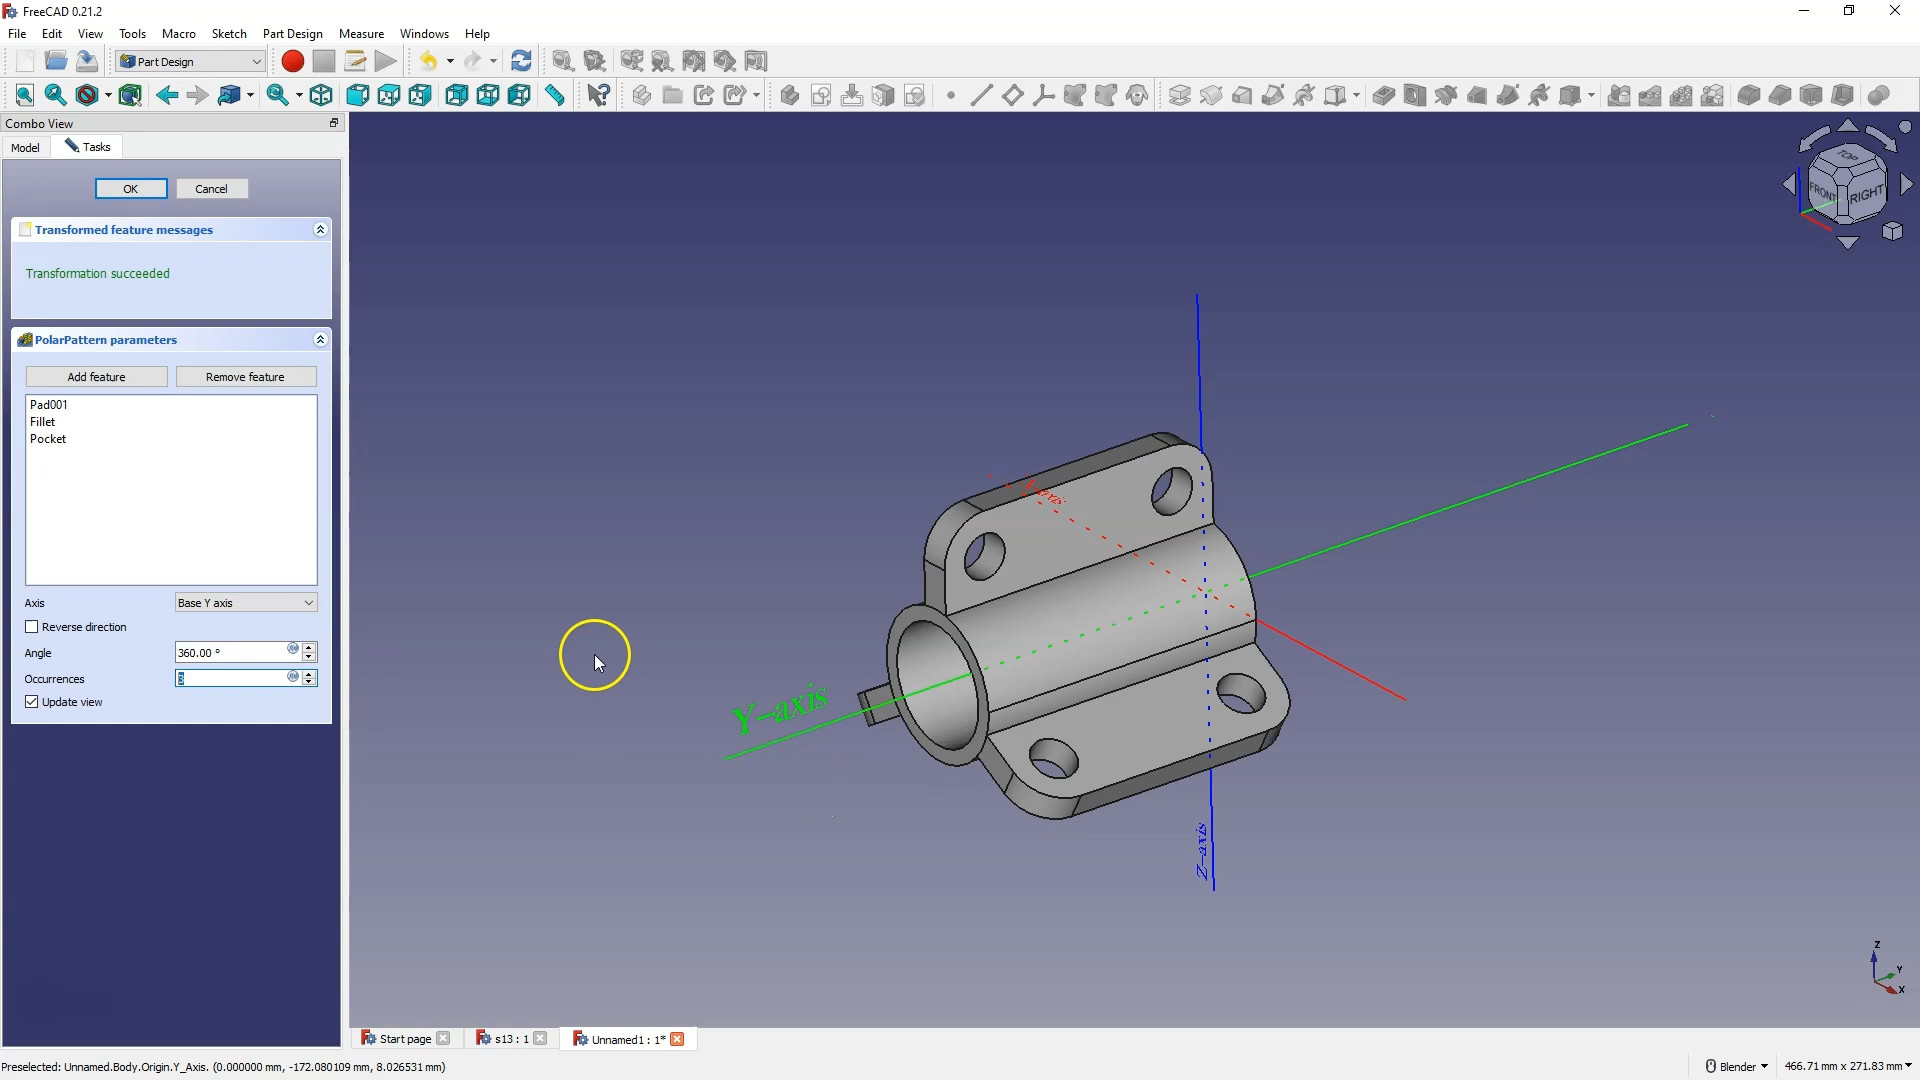 FreeCAD 0.21.2
File Edit View Tools Macro Sketch Part Design Measure Windows Help
Part Design
Combo View
Model Tasks
OK Cancel
Transformed feature messages
Transformation succeeded
PolarPattern parameters
Add feature Remove feature
Pad001
Fillet
Pocket
Axis Base Y axis
Reverse direction
Angle 360.00 °
Occurrences 3
Update view
X-axis
Y-axis
Z-axis
TOP
FRONT RIGHT
Z
Y
X
Start page s13 : 1 Unnamed1 : 1*
Preselected: Unnamed.Body.Origin.Y_Axis. (0.000000 mm, -172.080109 mm, 8.026531 mm) Blender 466.71 mm x 271.83 mm